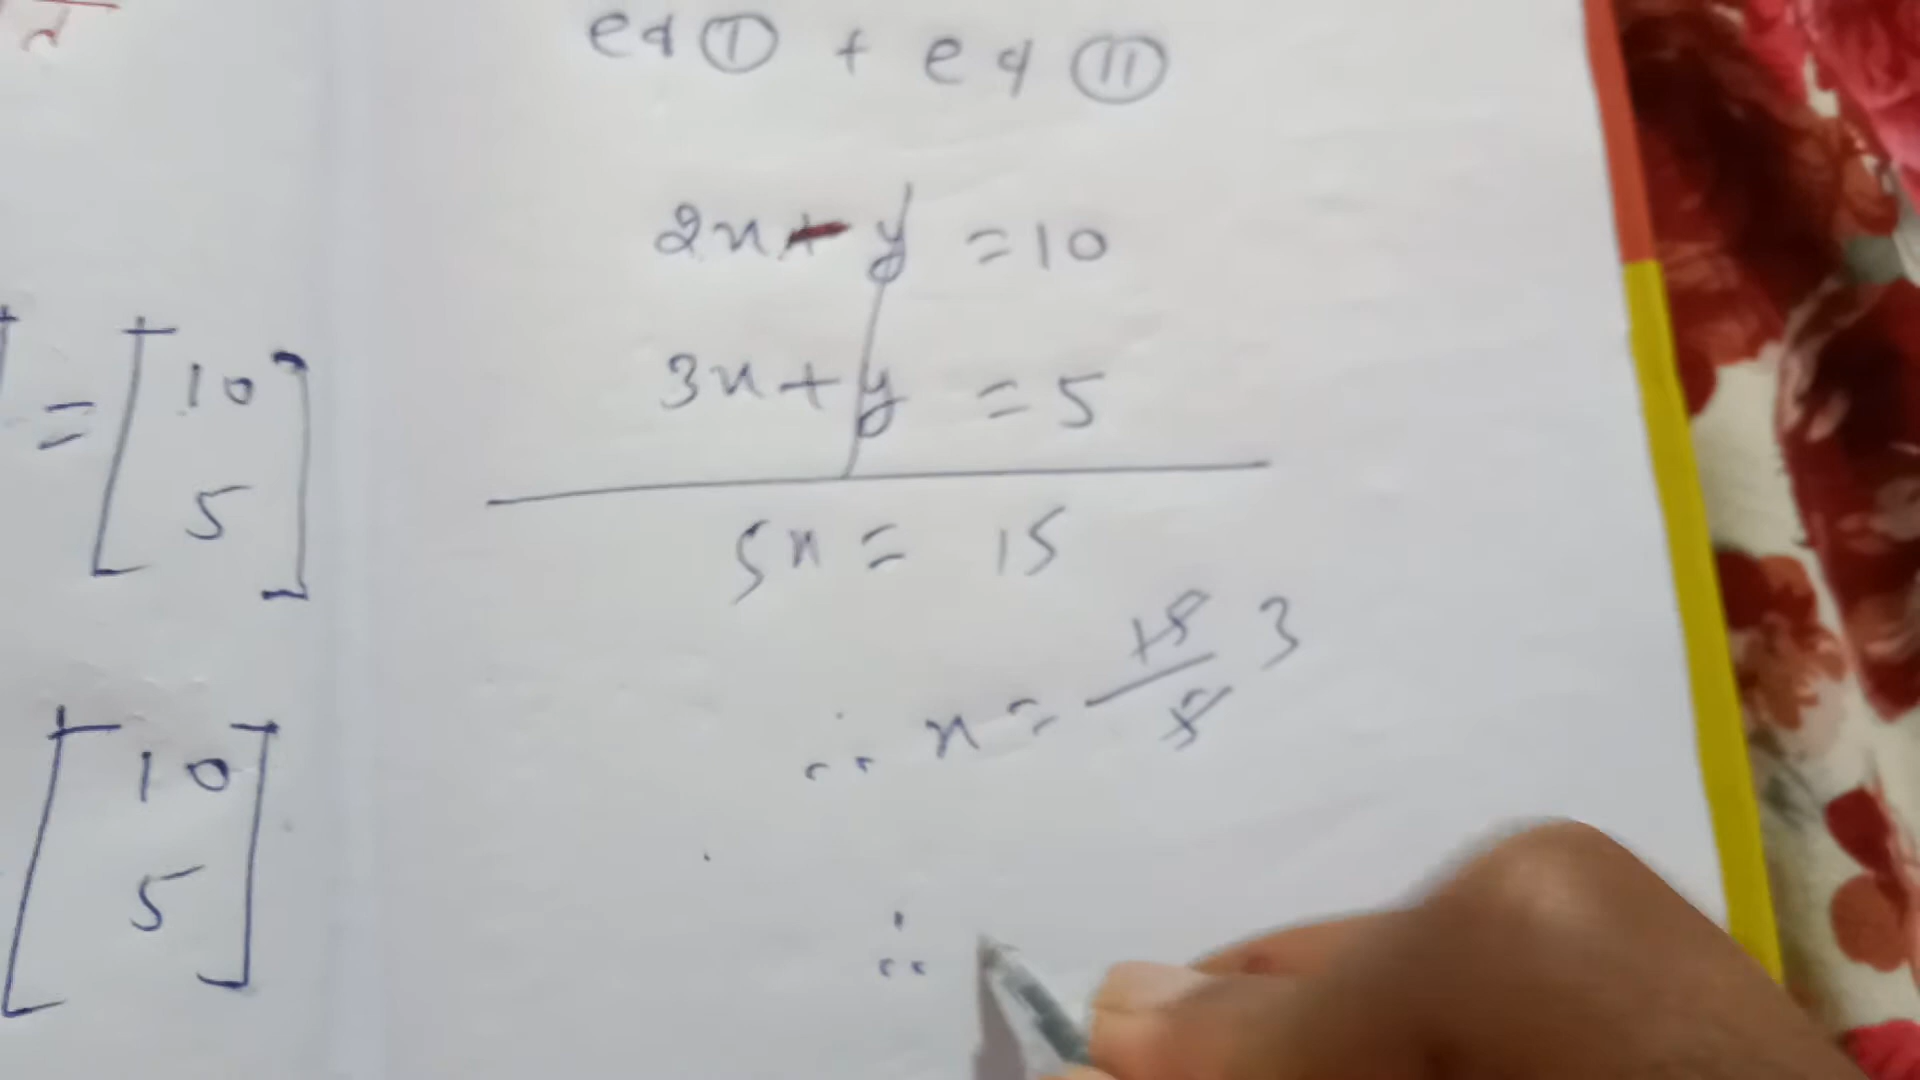 eq ① + eq ⑪
2x - y = 10
3x + y = 5
5x = 15
∴ x = 15/5 3
∴
= [10
5]
[10
5]